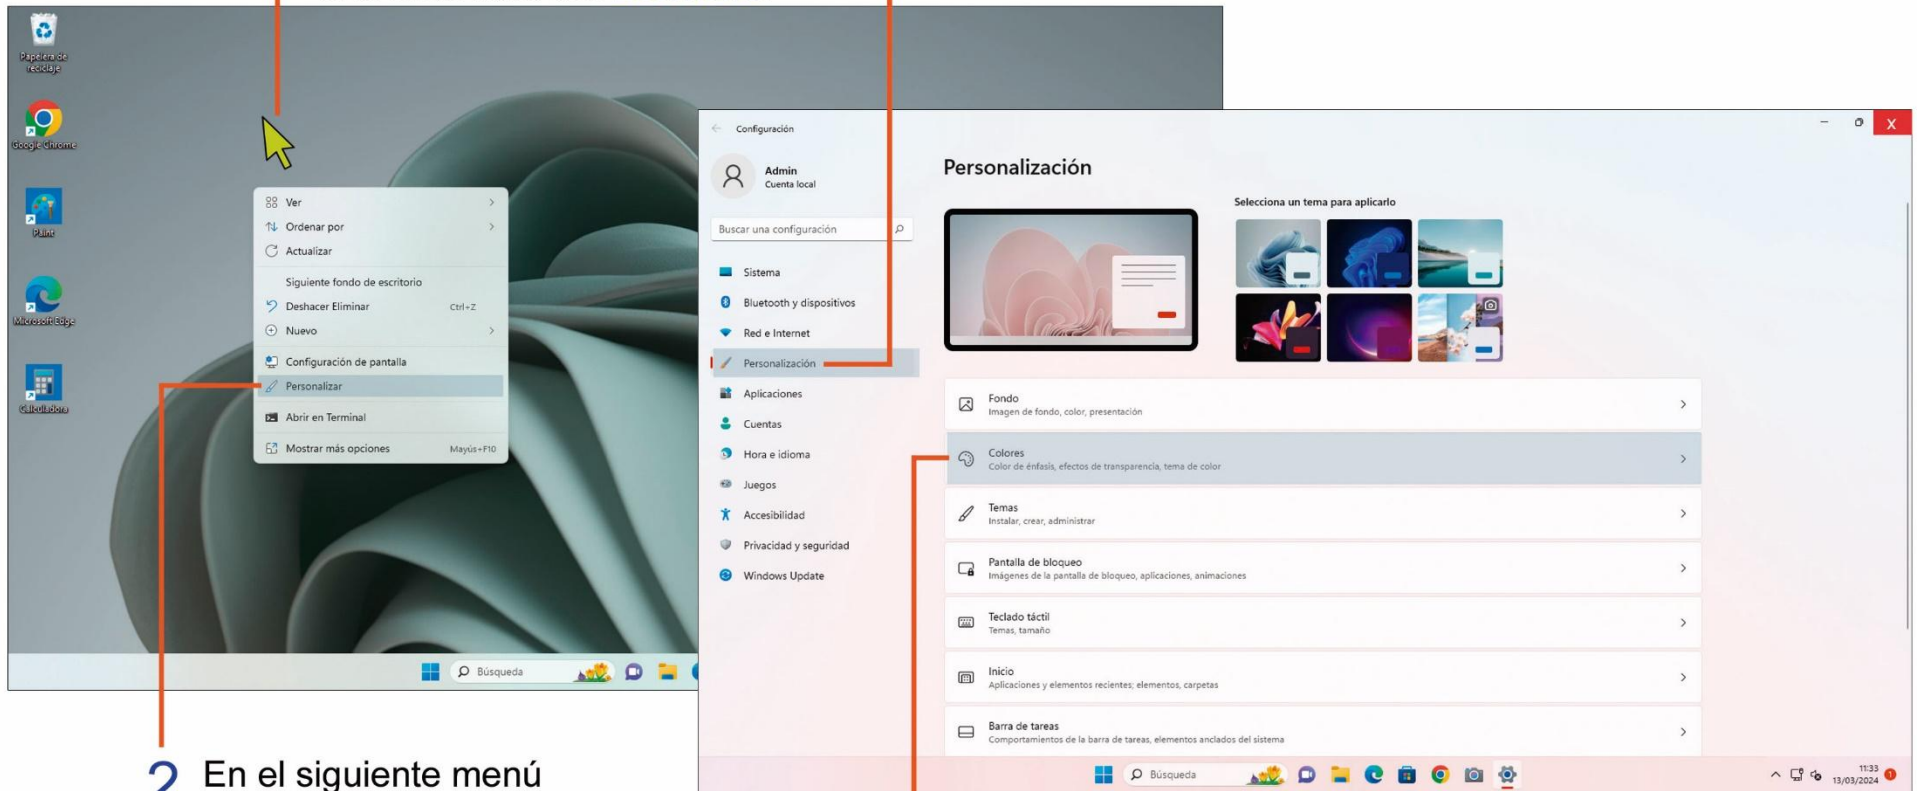 Papelera de
reciclaje
Google Chrome
Paint
Microsoft Edge
Calculadora
Ver
Ordenar por
Actualizar
Siguiente fondo de escritorio
Deshacer Eliminar Ctrl+Z
Nuevo
Configuración de pantalla
Personalizar
Abrir en Terminal
Mostrar más opciones Mayús+F10
Búsqueda
2 En el siguiente menú
Configuración
X
Admin
Cuenta local
Buscar una configuración
Sistema
Bluetooth y dispositivos
Red e Internet
Personalización
Aplicaciones
Cuentas
Hora e idioma
Juegos
Accesibilidad
Privacidad y seguridad
Windows Update
Personalización
Selecciona un tema para aplicarlo
Fondo
Imagen de fondo, color, presentación
Colores
Color de énfasis, efectos de transparencia, tema de color
Temas
Instalar, crear, administrar
Pantalla de bloqueo
Imágenes de la pantalla de bloqueo, aplicaciones, animaciones
Teclado táctil
Temas, tamaño
Inicio
Aplicaciones y elementos recientes; elementos, carpetas
Barra de tareas
Comportamientos de la barra de tareas, elementos anclados del sistema
Búsqueda
11:33
13/03/2024 1